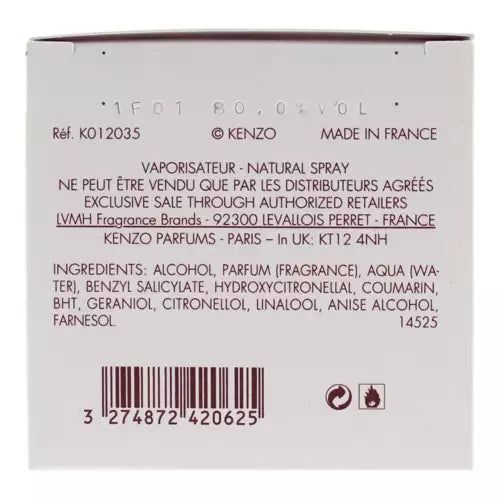 1F01 80,0%VOL
Réf. K012035 © KENZO MADE IN FRANCE
VAPORISATEUR - NATURAL SPRAY
NE PEUT ÊTRE VENDU QUE PAR LES DISTRIBUTEURS AGRÉÉS
EXCLUSIVE SALE THROUGH AUTHORIZED RETAILERS
LVMH Fragrance Brands - 92300 LEVALLOIS PERRET - FRANCE
KENZO PARFUMS - PARIS – In UK: KT12 4NH
INGREDIENTS: ALCOHOL, PARFUM (FRAGRANCE), AQUA (WA-
TER), BENZYL SALICYLATE, HYDROXYCITRONELLAL, COUMARIN,
BHT, GERANIOL, CITRONELLOL, LINALOOL, ANISE ALCOHOL,
FARNESOL. 14525
3 274872 420625